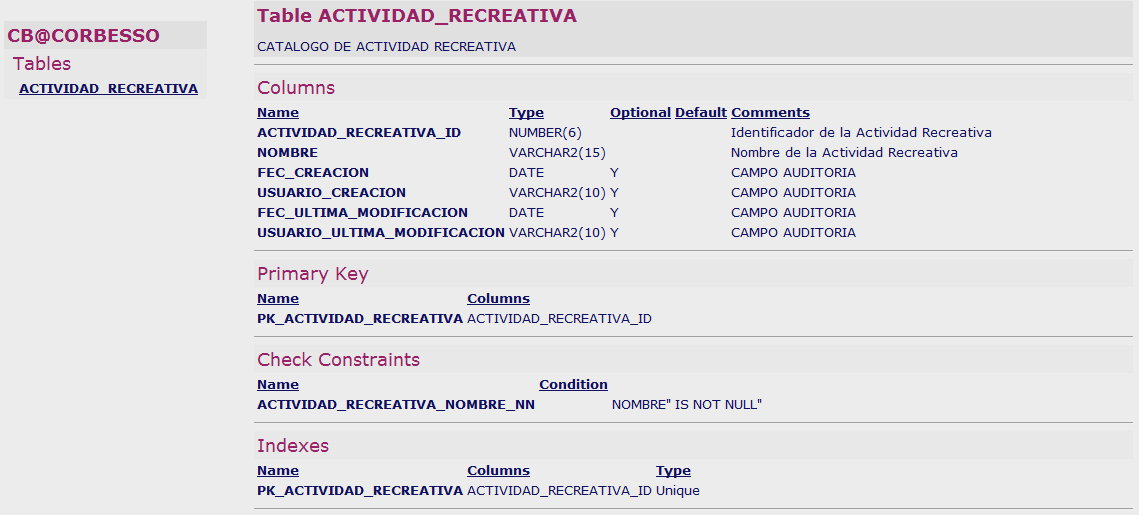 CB@CORBESSO
Tables
ACTIVIDAD_RECREATIVA
Table ACTIVIDAD_RECREATIVA
CATALOGO DE ACTIVIDAD RECREATIVA
Columns
Name Type Optional Default Comments
ACTIVIDAD_RECREATIVA_ID NUMBER(6) Identificador de la Actividad Recreativa
NOMBRE VARCHAR2(15) Nombre de la Actividad Recreativa
FEC_CREACION DATE Y CAMPO AUDITORIA
USUARIO_CREACION VARCHAR2(10) Y CAMPO AUDITORIA
FEC_ULTIMA_MODIFICACION DATE Y CAMPO AUDITORIA
USUARIO_ULTIMA_MODIFICACION VARCHAR2(10) Y CAMPO AUDITORIA
Primary Key
Name Columns
PK_ACTIVIDAD_RECREATIVA ACTIVIDAD_RECREATIVA_ID
Check Constraints
Name Condition
ACTIVIDAD_RECREATIVA_NOMBRE_NN NOMBRE" IS NOT NULL"
Indexes
Name Columns Type
PK_ACTIVIDAD_RECREATIVA ACTIVIDAD_RECREATIVA_ID Unique